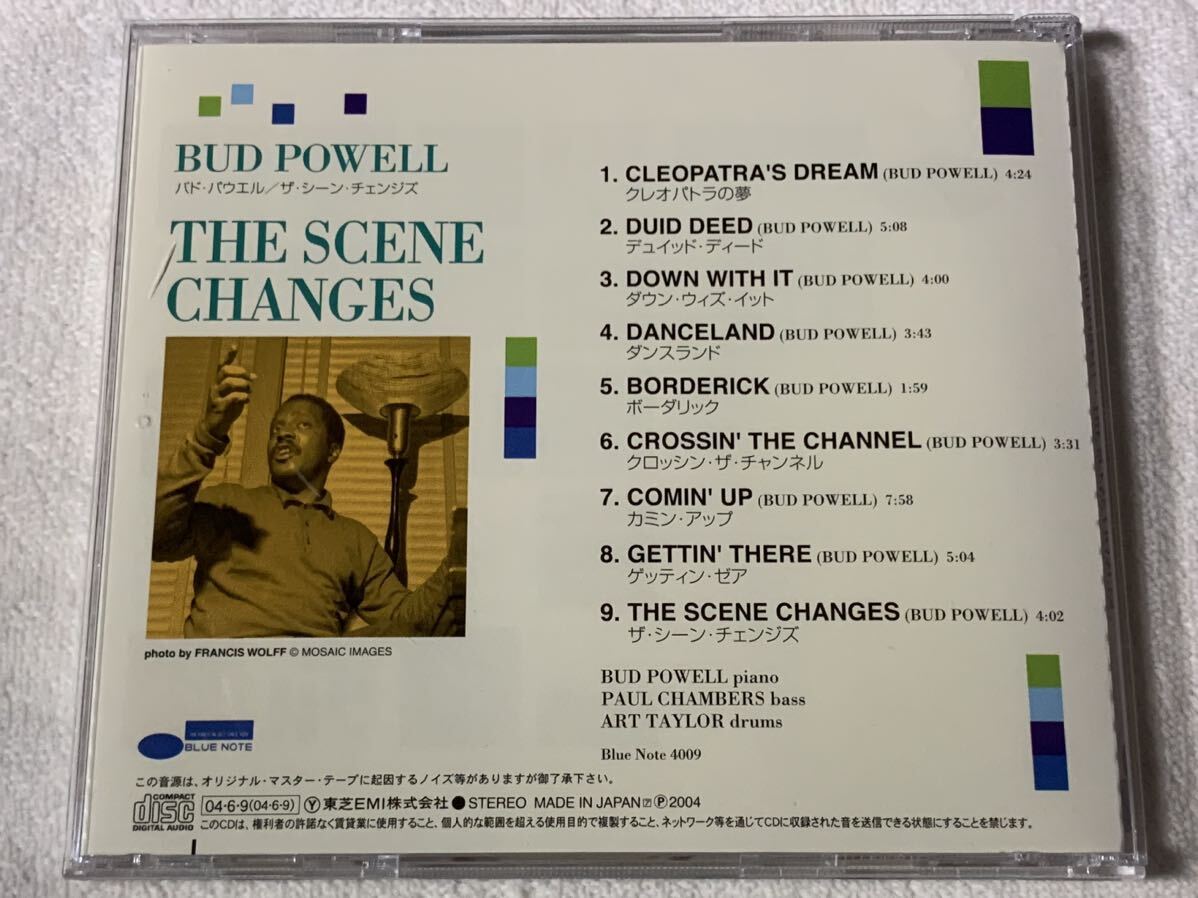 BUD POWELL
バド・パウエル／ザ・シーン・チェンジズ
THE SCENE
CHANGES
photo by FRANCIS WOLFF © MOSAIC IMAGES
1. CLEOPATRA'S DREAM (BUD POWELL) 4:24
クレオパトラの夢
2. DUID DEED (BUD POWELL) 5:08
デュイッド・ディード
3. DOWN WITH IT (BUD POWELL) 4:00
ダウン・ウィズ・イット
4. DANCELAND (BUD POWELL) 3:43
ダンスランド
5. BORDERICK (BUD POWELL) 1:59
ボーダリック
6. CROSSIN' THE CHANNEL (BUD POWELL) 3:31
クロッシン・ザ・チャンネル
7. COMIN' UP (BUD POWELL) 7:58
カミン・アップ
8. GETTIN' THERE (BUD POWELL) 5:04
ゲッティン・ゼア
9. THE SCENE CHANGES (BUD POWELL) 4:02
ザ・シーン・チェンジズ
BUD POWELL piano
PAUL CHAMBERS bass
ART TAYLOR drums
Blue Note 4009
BLUE NOTE
この音源は、オリジナル・マスター・テープに起因するノイズ等がありますが御了承下さい。
COMPACT disc DIGITAL AUDIO
04·6·9(04·6·9) Ⓨ東芝EMI株式会社 ●STEREO MADE IN JAPAN Ⓟ2004
このCDは、権利者の許諾なく賃貸業に使用すること、個人的な範囲を超える使用目的で複製すること、ネットワーク等を通じてCDに収録された音を送信できる状態にすることを禁じます。